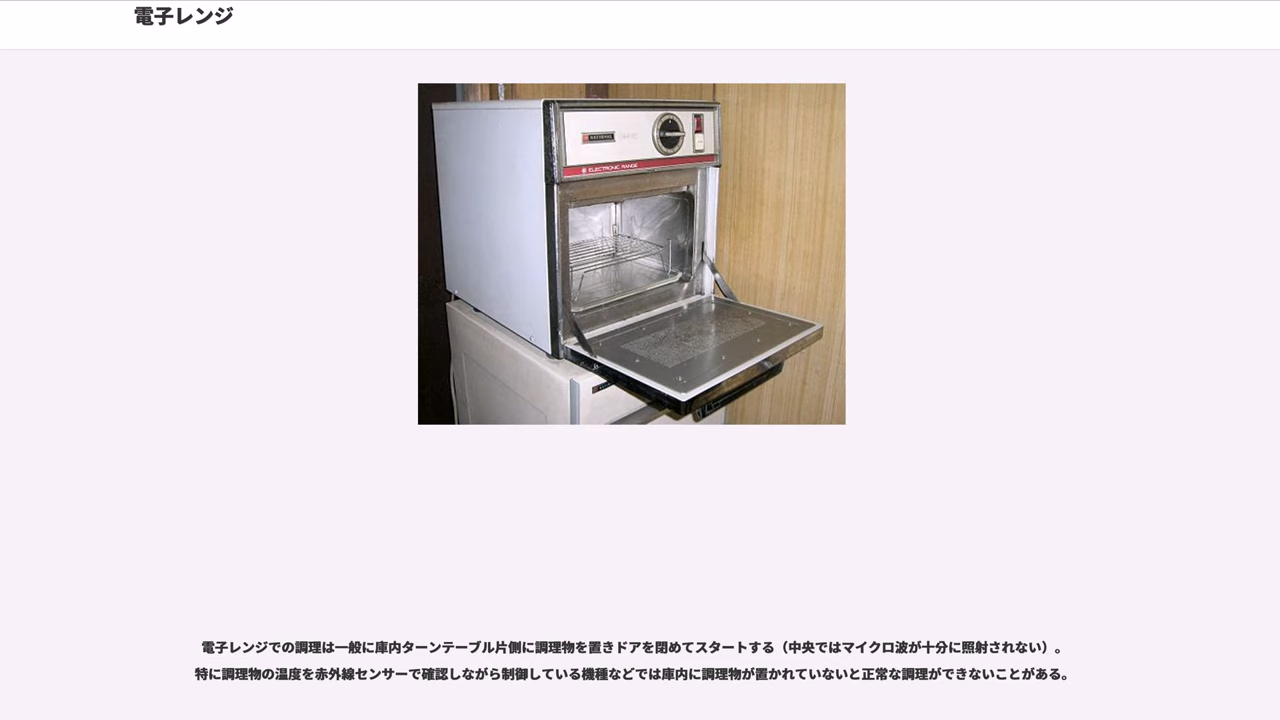 電子レンジ
NATIONAL
ELECTRONIC RANGE
電子レンジでの調理は一般に庫内ターンテーブル片側に調理物を置きドアを閉めてスタートする（中央ではマイクロ波が十分に照射されない）。
特に調理物の温度を赤外線センサーで確認しながら制御している機種などでは庫内に調理物が置かれていないと正常な調理ができないことがある。